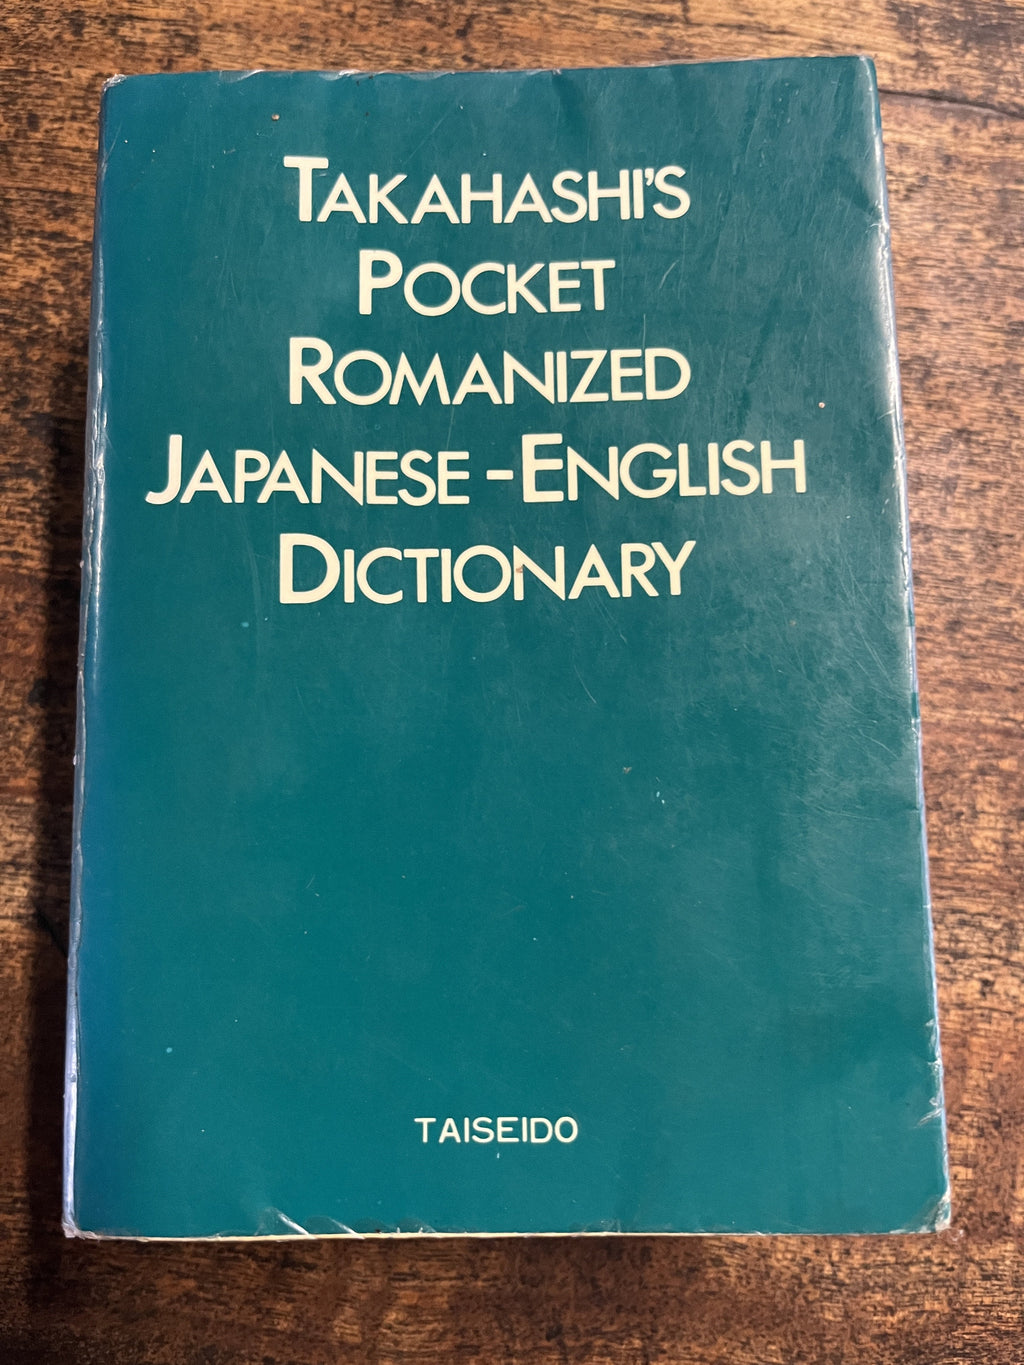 TAKAHASHI'S
POCKET
ROMANIZED
JAPANESE-ENGLISH
DICTIONARY
TAISEIDO